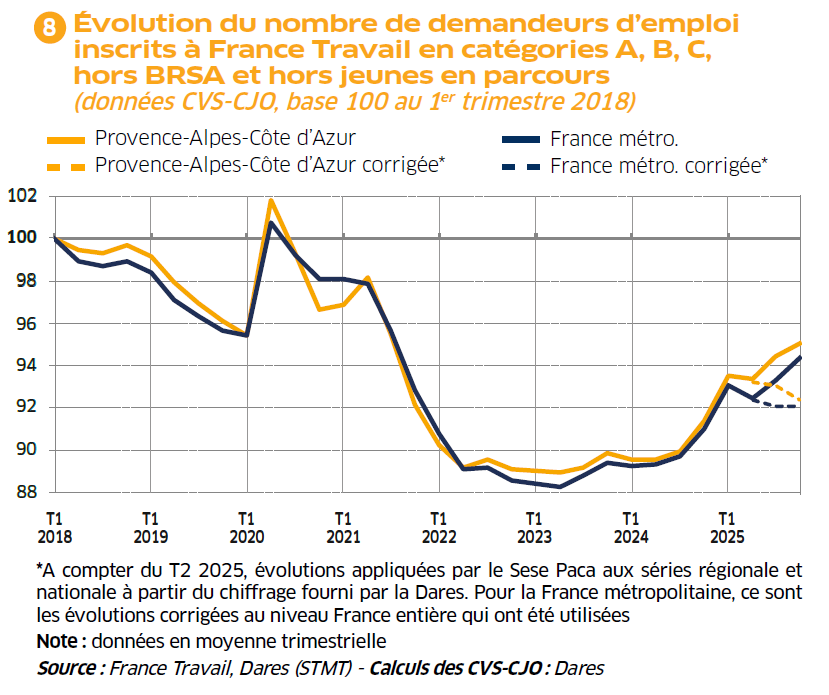 8 Évolution du nombre de demandeurs d’emploi
inscrits à France Travail en catégories A, B, C,
hors BRSA et hors jeunes en parcours
(données CVS-CJO, base 100 au 1er trimestre 2018)
Provence-Alpes-Côte d’Azur
France métro.
Provence-Alpes-Côte d’Azur corrigée*
France métro. corrigée*
102
100
98
96
94
92
90
88
T1 T1 T1 T1 T1 T1 T1 T1
2018 2019 2020 2021 2022 2023 2024 2025
*A compter du T2 2025, évolutions appliquées par le Sese Paca aux séries régionale et
nationale à partir du chiffrage fourni par la Dares. Pour la France métropolitaine, ce sont
les évolutions corrigées au niveau France entière qui ont été utilisées
Note : données en moyenne trimestrielle
Source : France Travail, Dares (STMT) - Calculs des CVS-CJO : Dares